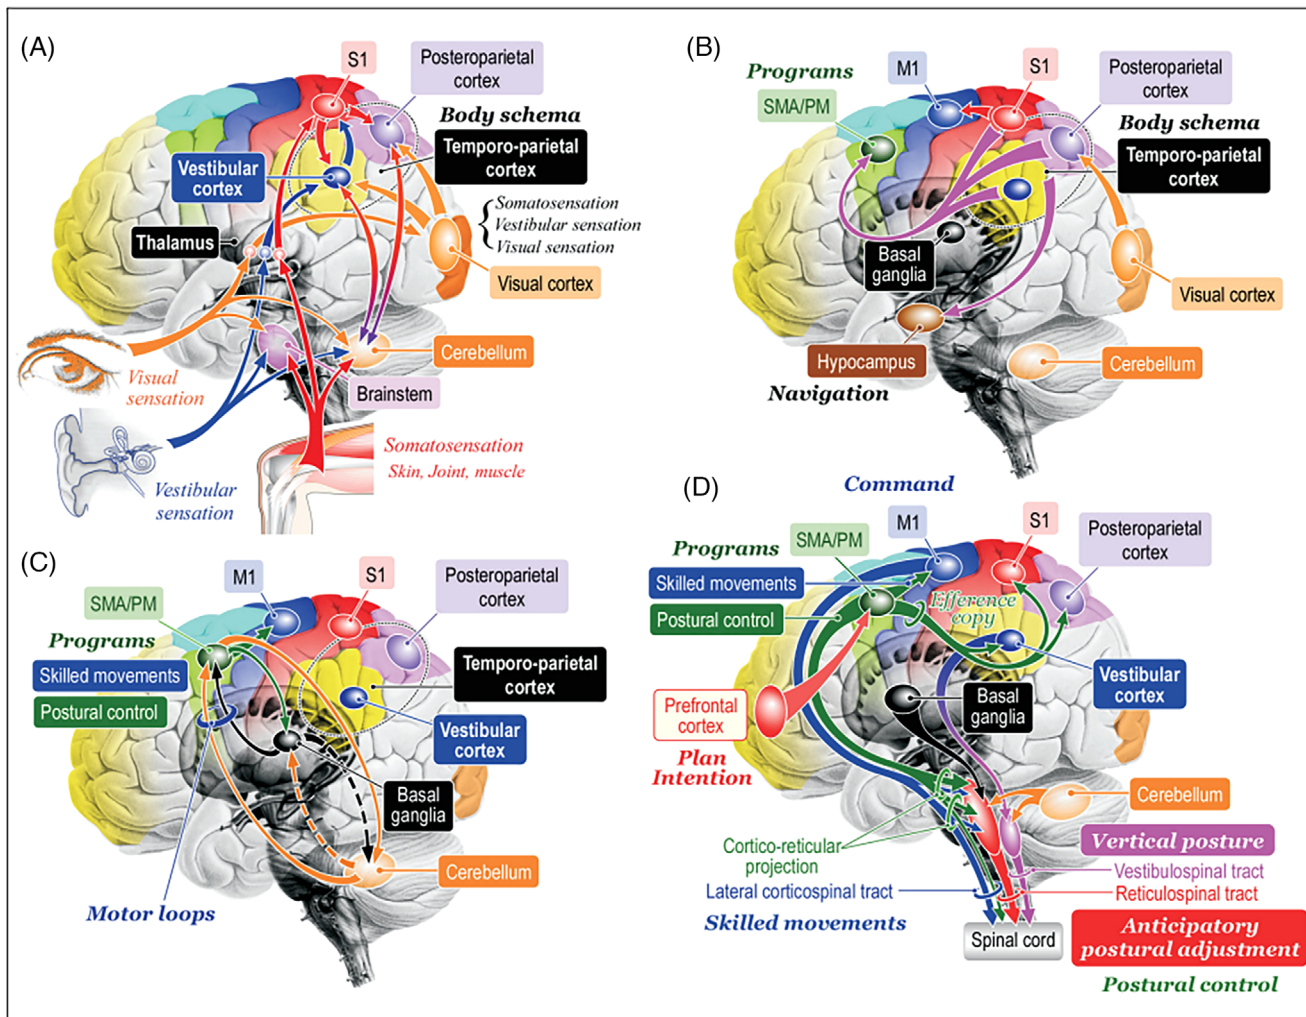 (A)
S1
Posteroparietal
cortex
Body schema
Temporo-parietal
cortex
Vestibular
cortex
Somatosensation
Vestibular sensation
Visual sensation
Thalamus
Visual cortex
Cerebellum
Brainstem
Visual
sensation
Vestibular
sensation
Somatosensation
Skin, Joint, muscle
(B)
Programs
SMA/PM
M1
S1
Posteroparietal
cortex
Body schema
Temporo-parietal
cortex
Basal
ganglia
Visual cortex
Hypocampus
Navigation
Cerebellum
(C)
M1
S1
SMA/PM
Posteroparietal
cortex
Programs
Skilled movements
Postural control
Temporo-parietal
cortex
Vestibular
cortex
Basal
ganglia
Cerebellum
Motor loops
(D)
Command
M1
S1
SMA/PM
Posteroparietal
cortex
Programs
Skilled movements
Postural control
Efference
copy
Vestibular
cortex
Prefrontal
cortex
Basal
ganglia
Plan
Intention
Cerebellum
Cortico-reticular
projection
Vertical posture
Vestibulospinal tract
Lateral corticospinal tract
Reticulospinal tract
Skilled movements
Spinal cord
Anticipatory
postural adjustment
Postural control